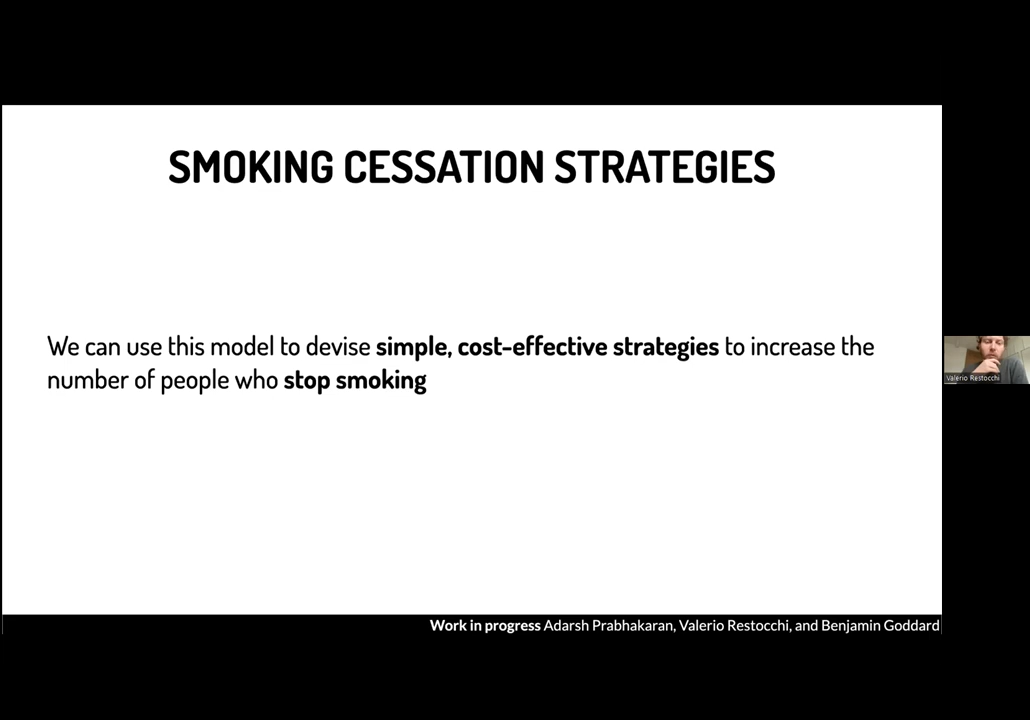 SMOKING CESSATION STRATEGIES
We can use this model to devise simple, cost-effective strategies to increase the
number of people who stop smoking
Valerio Restocchi
Work in progress Adarsh Prabhakaran, Valerio Restocchi, and Benjamin Goddard